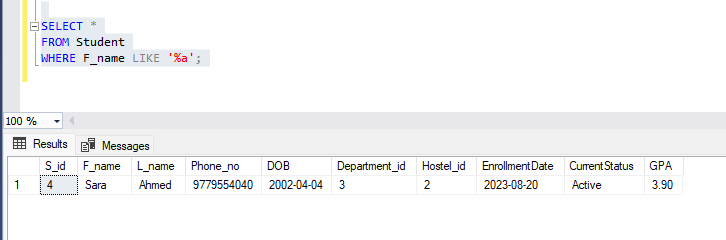 SELECT *
FROM Student
WHERE F_name LIKE '%a';
100 %
Results Messages
S_id F_name L_name Phone_no DOB Department_id Hostel_id EnrollmentDate CurrentStatus GPA
1 4 Sara Ahmed 9779554040 2002-04-04 3 2 2023-08-20 Active 3.90